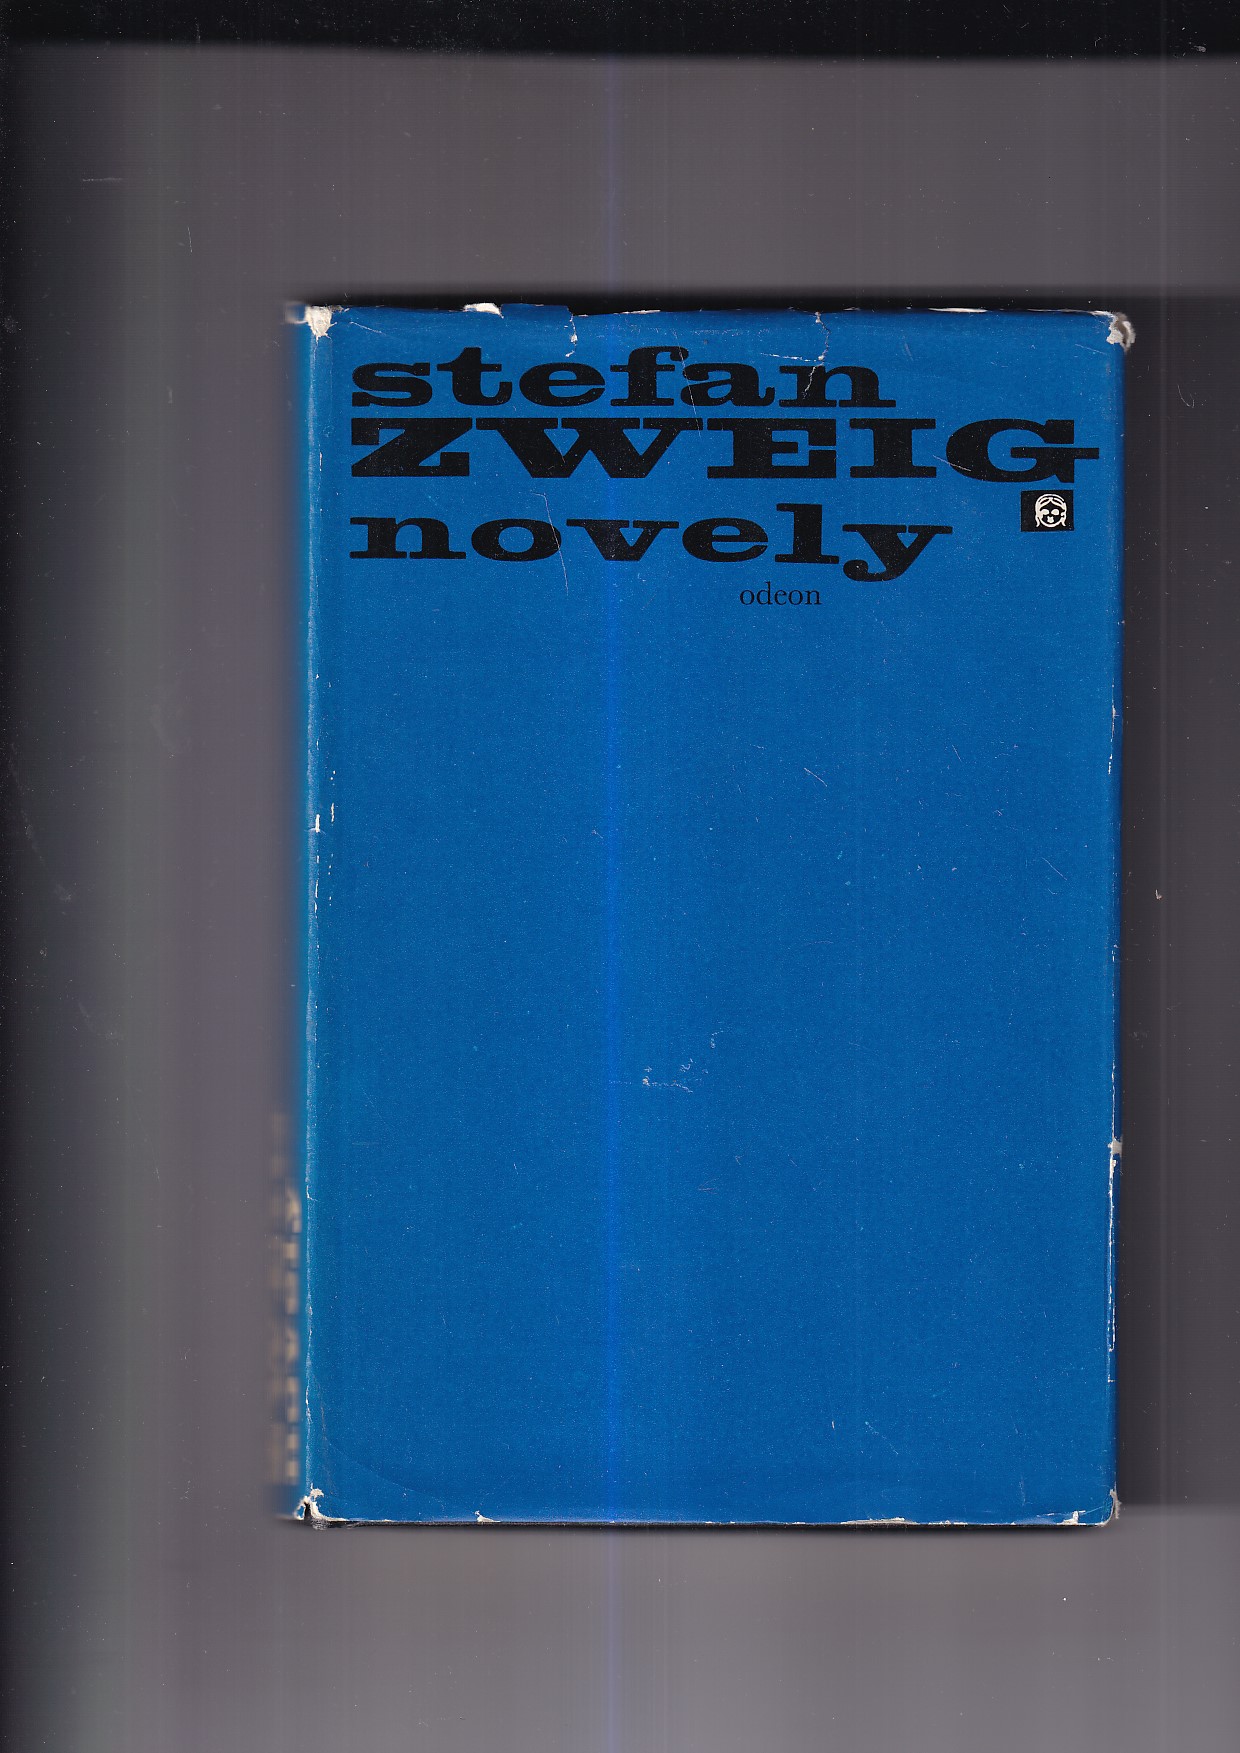 stefan
ZWEIG
novely
odeon